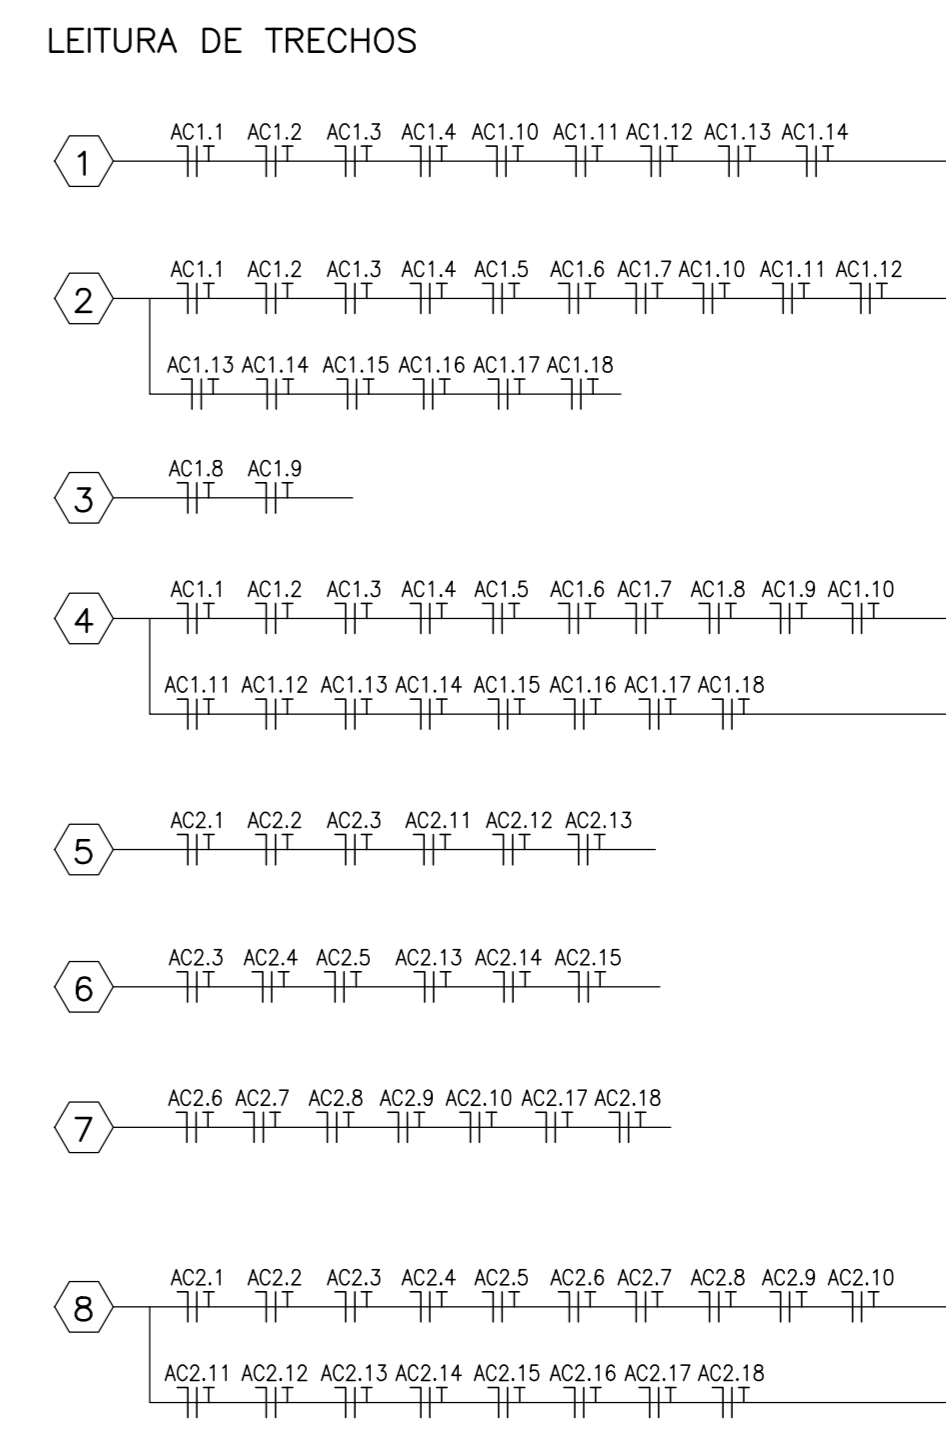 LEITURA DE TRECHOS
AC1.1 AC1.2 AC1.3 AC1.4 AC1.10 AC1.11 AC1.12 AC1.13 AC1.14
1
AC1.1 AC1.2 AC1.3 AC1.4 AC1.5 AC1.6 AC1.7 AC1.10 AC1.11 AC1.12
2
AC1.13 AC1.14 AC1.15 AC1.16 AC1.17 AC1.18
AC1.8 AC1.9
3
AC1.1 AC1.2 AC1.3 AC1.4 AC1.5 AC1.6 AC1.7 AC1.8 AC1.9 AC1.10
4
AC1.11 AC1.12 AC1.13 AC1.14 AC1.15 AC1.16 AC1.17 AC1.18
AC2.1 AC2.2 AC2.3 AC2.11 AC2.12 AC2.13
5
AC2.3 AC2.4 AC2.5 AC2.13 AC2.14 AC2.15
6
AC2.6 AC2.7 AC2.8 AC2.9 AC2.10 AC2.17 AC2.18
7
AC2.1 AC2.2 AC2.3 AC2.4 AC2.5 AC2.6 AC2.7 AC2.8 AC2.9 AC2.10
8
AC2.11 AC2.12 AC2.13 AC2.14 AC2.15 AC2.16 AC2.17 AC2.18